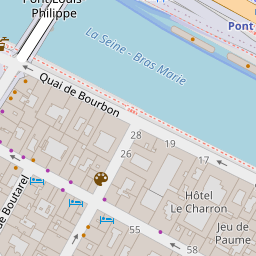 Pont Louis
Philippe
La Seine - Bras Marie
Pont
Quai de Bourbon
28
19
17
26
Hôtel
Le Charron
de Boutarel
Jeu de
Paume
55
58